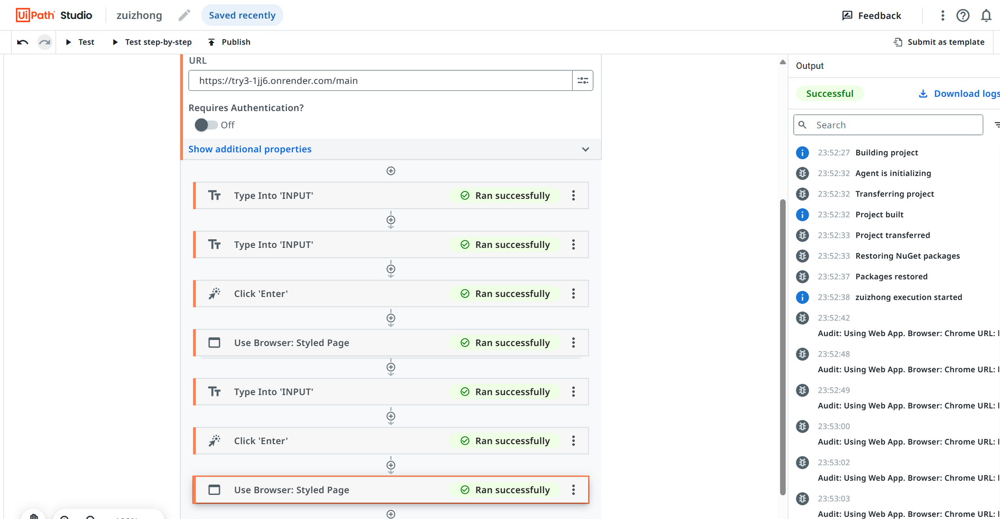 UiPath Studio
zuizhong
Saved recently
Feedback
Test
Test step-by-step
Publish
Submit as template
URL
https://try3-1jj6.onrender.com/main
Requires Authentication?
Off
Show additional properties
Type Into 'INPUT' Ran successfully
Type Into 'INPUT' Ran successfully
Click 'Enter' Ran successfully
Use Browser: Styled Page Ran successfully
Type Into 'INPUT' Ran successfully
Click 'Enter' Ran successfully
Use Browser: Styled Page Ran successfully
Output
Successful
Download logs
Search
23:52:27 Building project
23:52:32 Agent is initializing
23:52:32 Transferring project
23:52:32 Project built
23:52:33 Project transferred
23:52:33 Restoring NuGet packages
23:52:37 Packages restored
23:52:38 zuizhong execution started
23:52:42
Audit: Using Web App. Browser: Chrome URL:
23:52:48
Audit: Using Web App. Browser: Chrome URL:
23:52:49
Audit: Using Web App. Browser: Chrome URL:
23:53:00
Audit: Using Web App. Browser: Chrome URL:
23:53:02
Audit: Using Web App. Browser: Chrome URL:
23:53:03
Audit: Using Web App. Browser: Chrome URL: